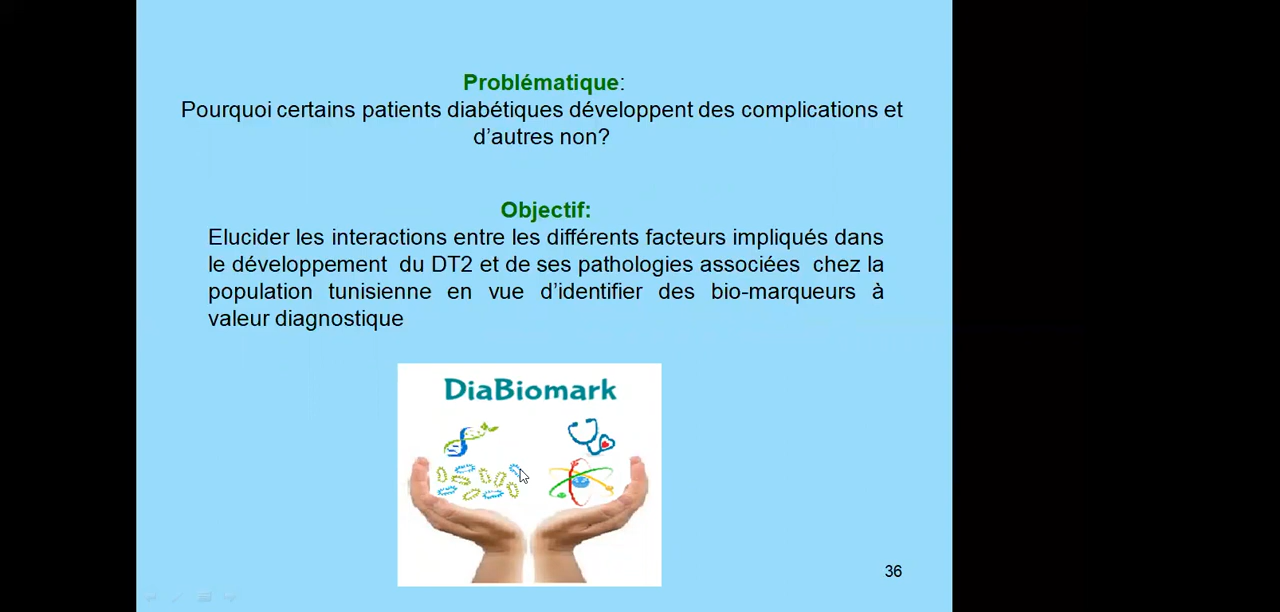 Problématique:
Pourquoi certains patients diabétiques développent des complications et
d’autres non?
Objectif:
Elucider les interactions entre les différents facteurs impliqués dans
le développement du DT2 et de ses pathologies associées chez la
population tunisienne en vue d’identifier des bio-marqueurs à
valeur diagnostique
DiaBiomark
36